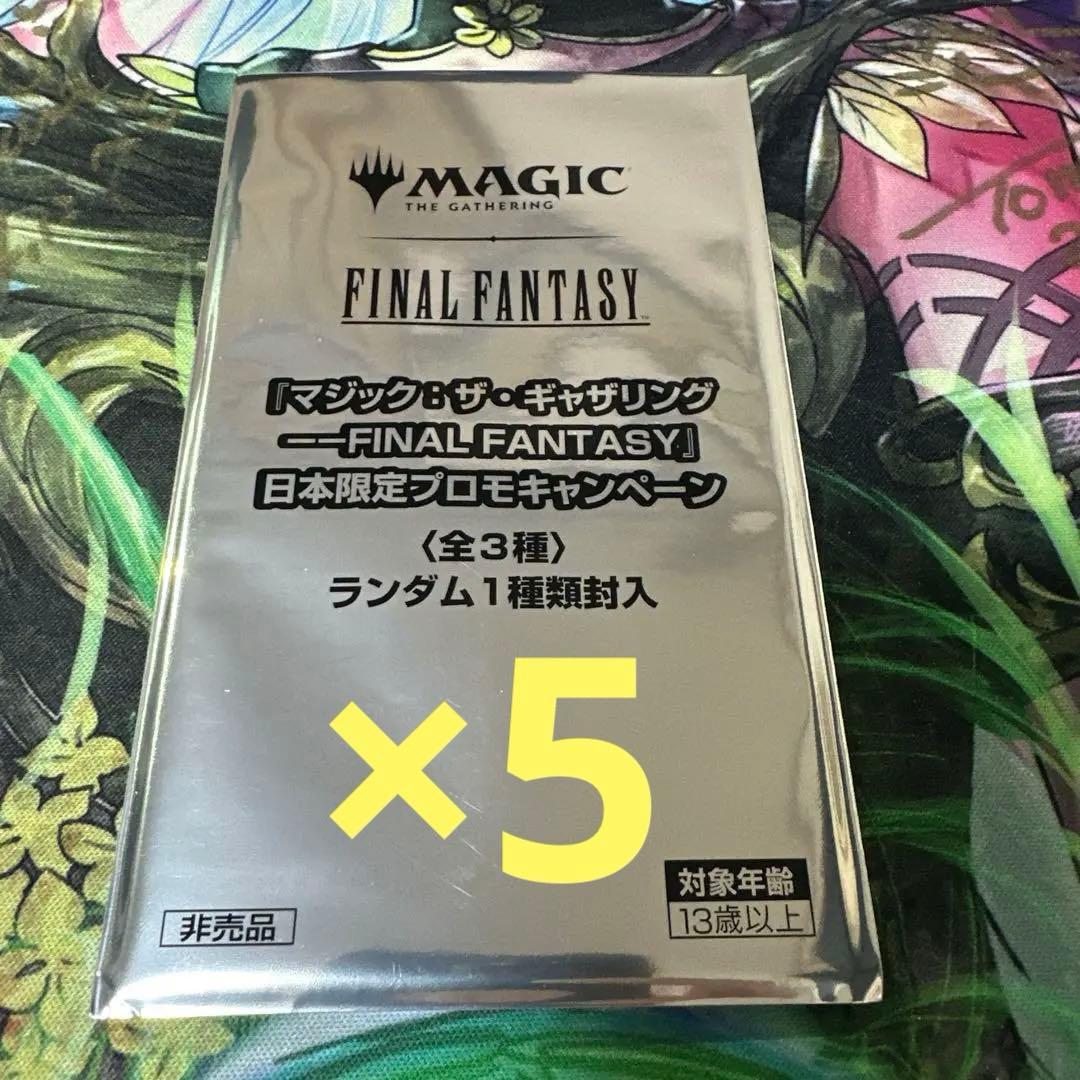 MAGIC
THE GATHERING
FINAL FANTASY
『マジック：ザ・ギャザリング
――FINAL FANTASY』
日本限定プロモキャンペーン
〈全3種〉
ランダム1種類封入
×5
対象年齢
13歳以上
非売品